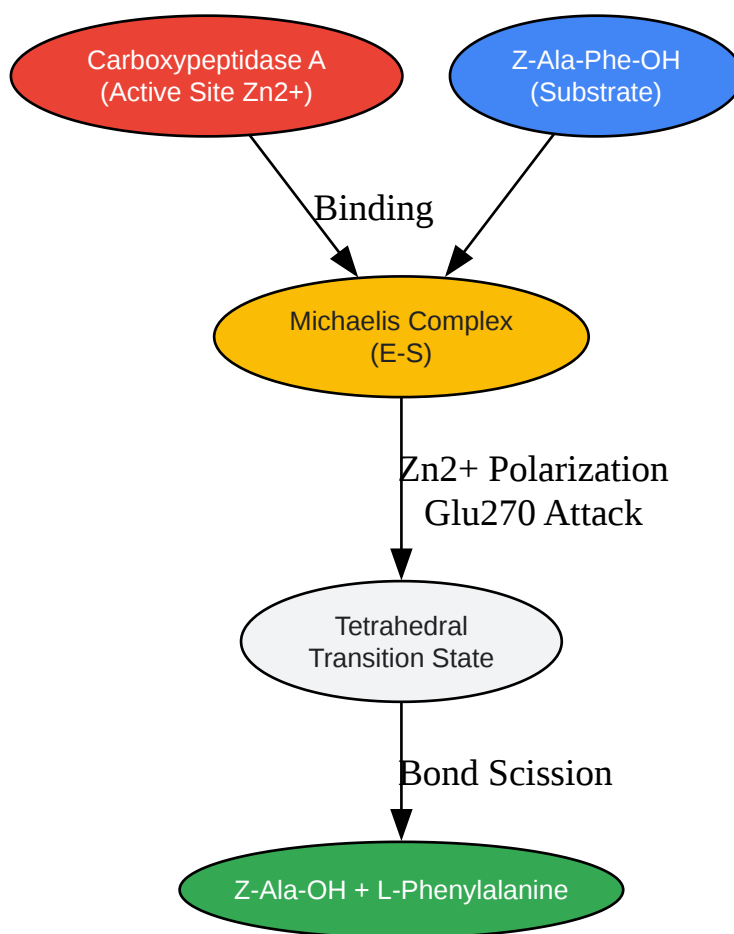 Carboxypeptidase A
(Active Site Zn2+)
Z-Ala-Phe-OH
(Substrate)
Binding
Michaelis Complex
(E-S)
Zn2+ Polarization
Glu270 Attack
Tetrahedral
Transition State
Bond Scission
Z-Ala-OH + L-Phenylalanine